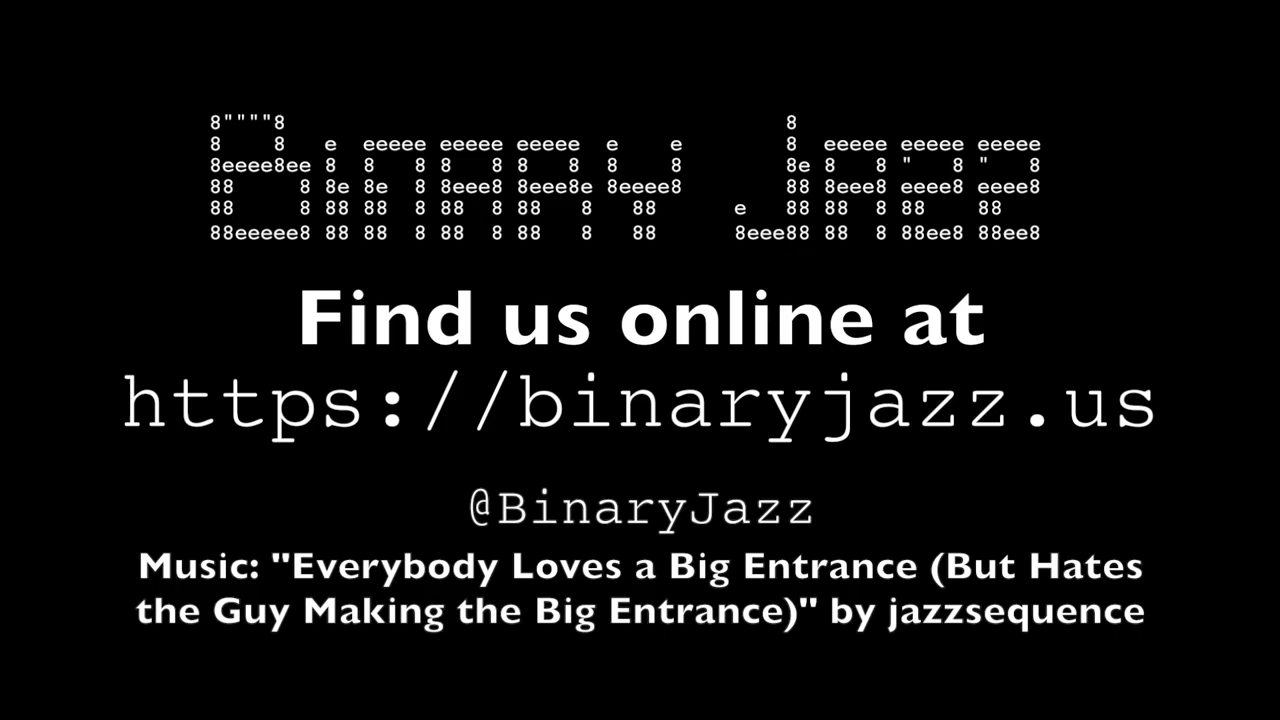 Binary Jazz
Find us online at
https://binaryjazz.us
@BinaryJazz
Music: "Everybody Loves a Big Entrance (But Hates
the Guy Making the Big Entrance)" by jazzsequence